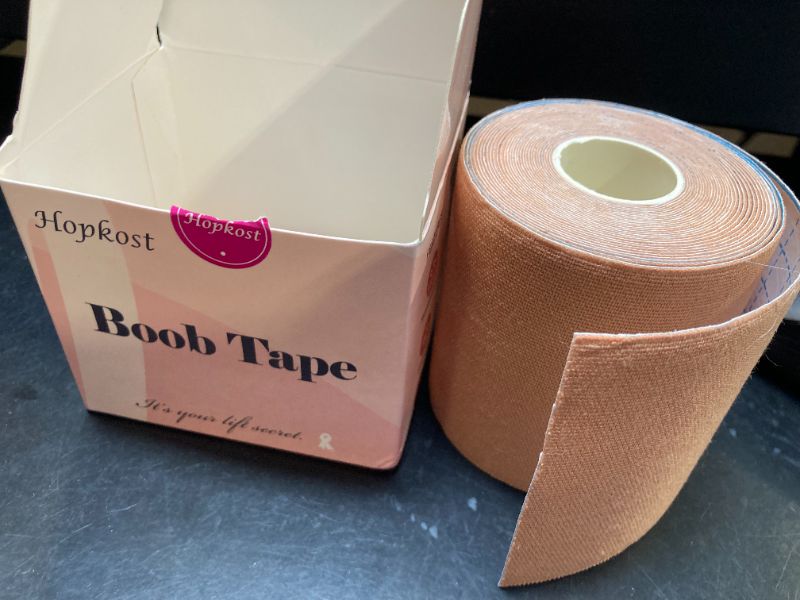 Hopkost
Hopkost
Boob Tape
It's your lift secret.